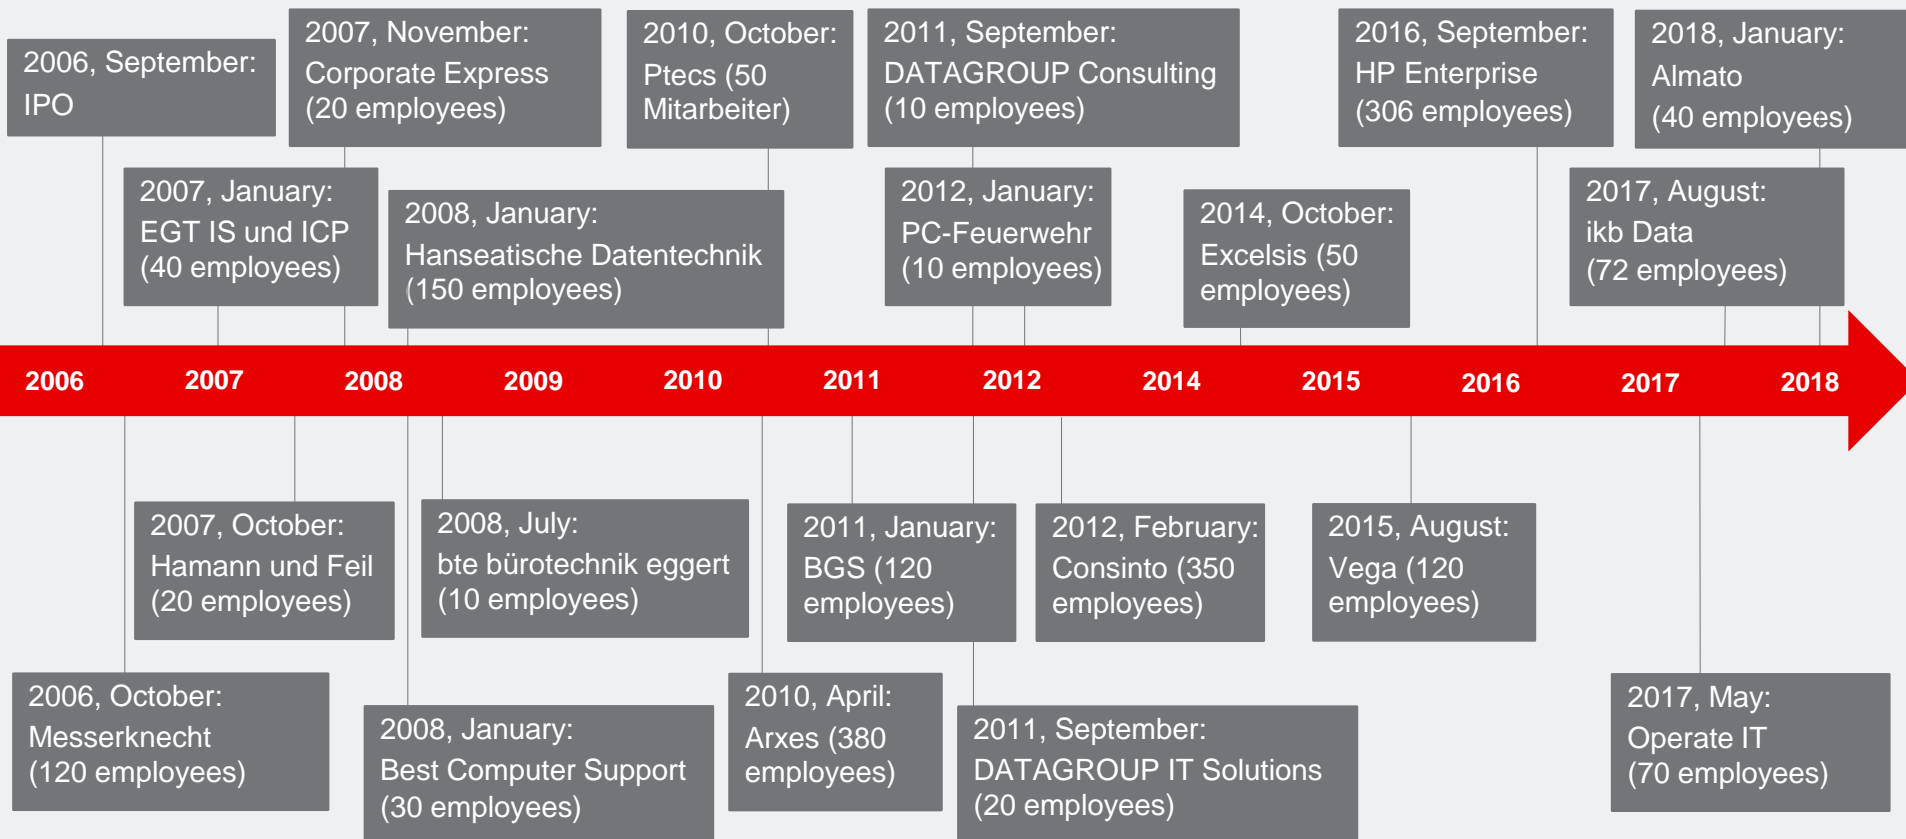 2006, September:
IPO
2007, November:
Corporate Express
(20 employees)
2010, October:
Ptecs (50
Mitarbeiter)
2011, September:
DATAGROUP Consulting
(10 employees)
2016, September:
HP Enterprise
(306 employees)
2018, January:
Almato
(40 employees)
2007, January:
EGT IS und ICP
(40 employees)
2008, January:
Hanseatische Datentechnik
(150 employees)
2012, January:
PC-Feuerwehr
(10 employees)
2014, October:
Excelsis (50
employees)
2017, August:
ikb Data
(72 employees)
2006 2007 2008 2009 2010 2011 2012 2014 2015 2016 2017 2018
2007, October:
Hamann und Feil
(20 employees)
2008, July:
bte bürotechnik eggert
(10 employees)
2011, January:
BGS (120
employees)
2012, February:
Consinto (350
employees)
2015, August:
Vega (120
employees)
2006, October:
Messerknecht
(120 employees)
2008, January:
Best Computer Support
(30 employees)
2010, April:
Arxes (380
employees)
2011, September:
DATAGROUP IT Solutions
(20 employees)
2017, May:
Operate IT
(70 employees)